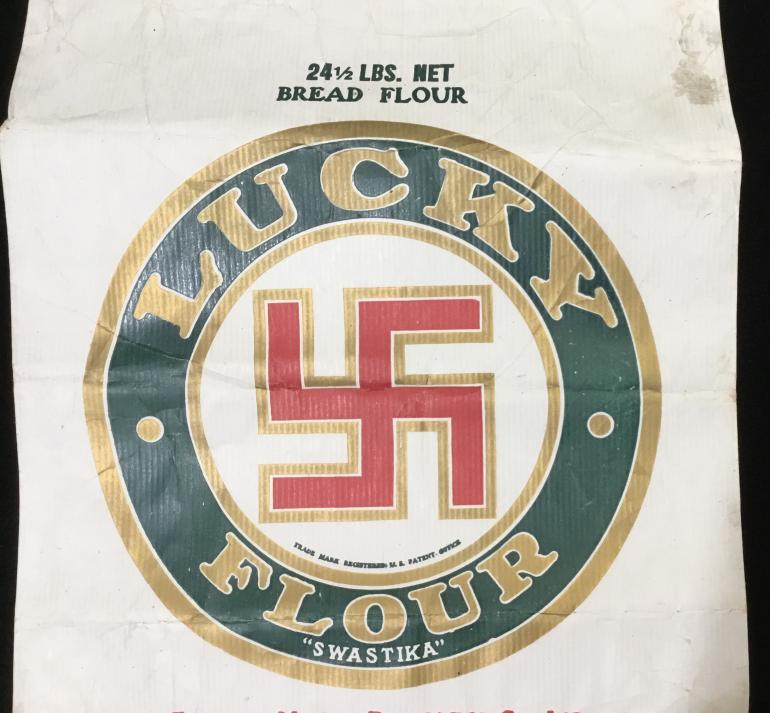 24½ LBS. NET
BREAD FLOUR
LUCKY
TRADE MARK REGISTERED U. S. PATENT. OFFICE
FLOUR
"SWASTIKA"